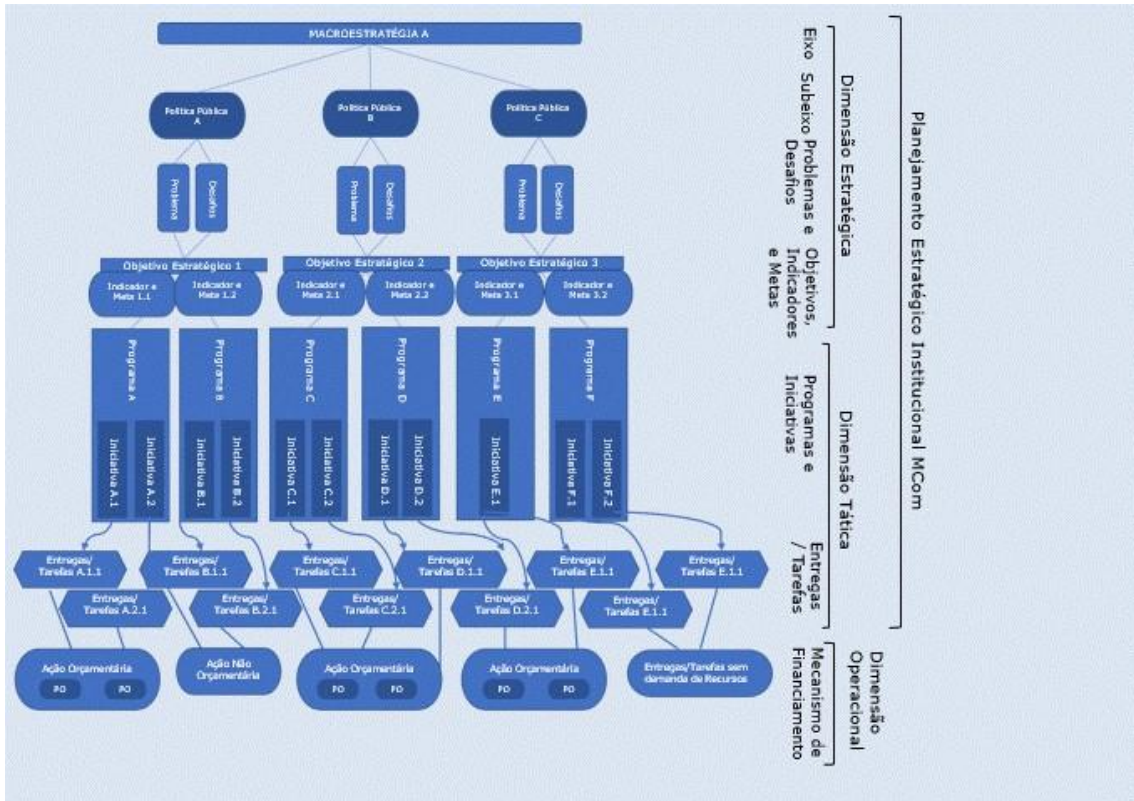 MACROESTRATÉGIA A
Política Pública
A
Política Pública
B
Política Pública
C
Problema
Desafios
Problema
Desafios
Problema
Desafios
Objetivo Estratégico 1
Objetivo Estratégico 2
Objetivo Estratégico 3
Indicador e
Meta 1.1
Indicador e
Meta 1.2
Indicador e
Meta 2.1
Indicador e
Meta 2.2
Indicador e
Meta 3.1
Indicador e
Meta 3.2
Programa A
Programa B
Programa C
Programa D
Programa E
Programa F
Iniciativa A.1
Iniciativa A.2
Iniciativa B.1
Iniciativa B.2
Iniciativa C.1
Iniciativa C.2
Iniciativa D.1
Iniciativa D.2
Iniciativa E.1
Iniciativa F.1
Iniciativa F.2
Entregas/
Tarefas A.1.1
Entregas/
Tarefas B.1.1
Entregas/
Tarefas C.1.1
Entregas/
Tarefas D.1.1
Entregas/
Tarefas E.1.1
Entregas/
Tarefas E.1.1
Entregas/
Tarefas A.2.1
Entregas/
Tarefas B.2.1
Entregas/
Tarefas C.2.1
Entregas/
Tarefas D.2.1
Entregas/
Tarefas E.1.1
Ação Orçamentária
PO
PO
Ação Não
Orçamentária
Ação Orçamentária
PO
PO
Ação Orçamentária
PO
PO
Entregas/Tarefas sem
demanda de Recursos
Eixo
Subeixo
Problemas e
Desafios
Objetivos,
Indicadores
e Metas
Programas e
Iniciativas
Entregas
/ Tarefas
Mecanismo de
Financiamento
Dimensão Estratégica
Dimensão Tática
Dimensão
Operacional
Planejamento Estratégico Institucional MCom